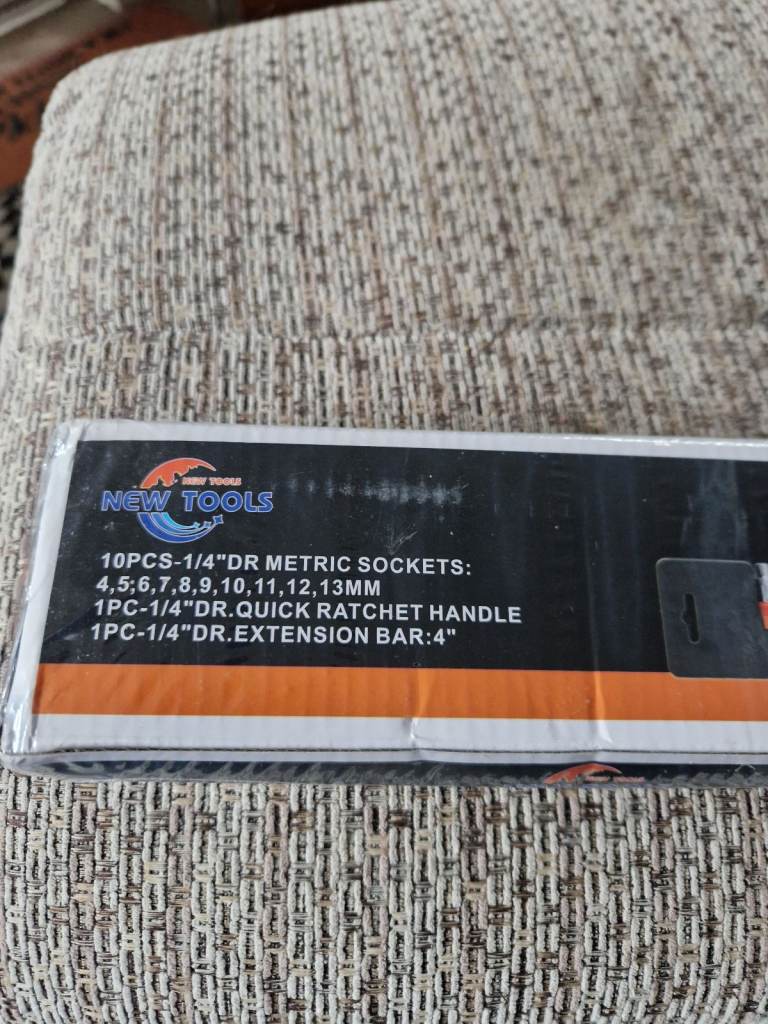 NEW TOOLS
NEW TOOLS
10PCS-1/4"DR METRIC SOCKETS:
4,5;6,7,8,9,10,11,12,13MM
1PC-1/4"DR.QUICK RATCHET HANDLE
1PC-1/4"DR.EXTENSION BAR:4"
TOOLS